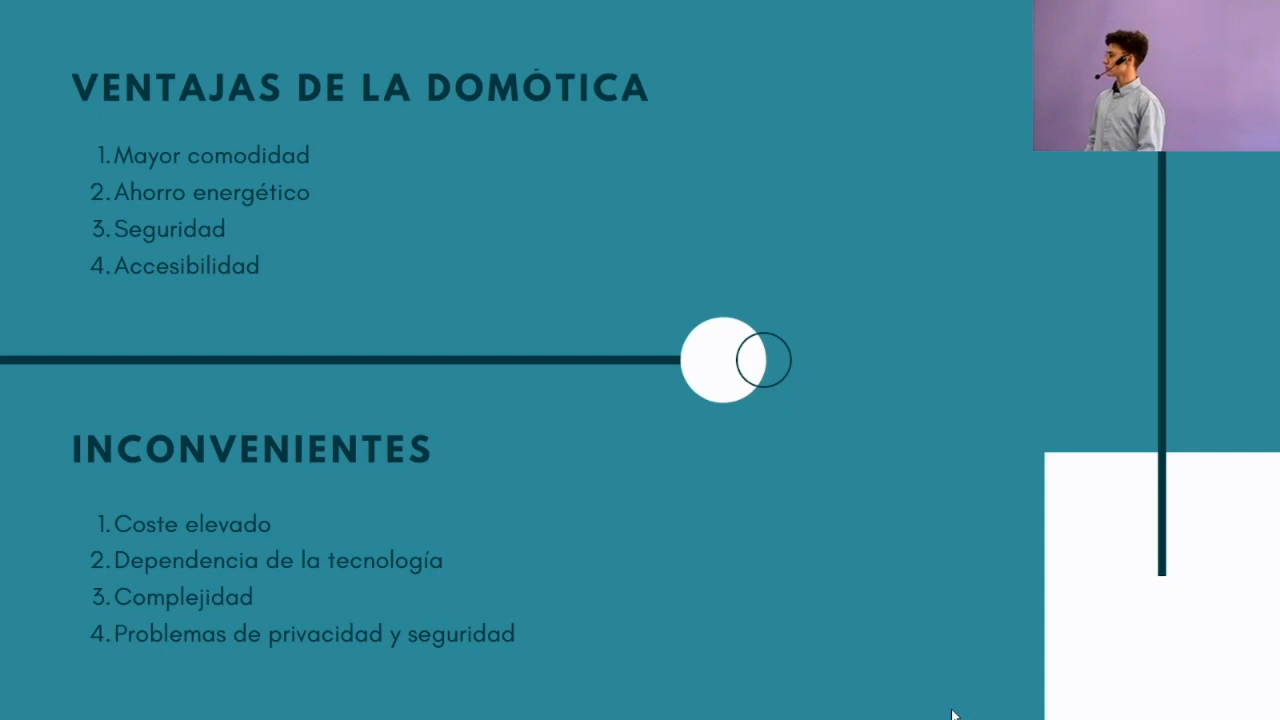 VENTAJAS DE LA DOMÓTICA
1. Mayor comodidad
2. Ahorro energético
3. Seguridad
4. Accesibilidad
INCONVENIENTES
1. Coste elevado
2. Dependencia de la tecnología
3. Complejidad
4. Problemas de privacidad y seguridad